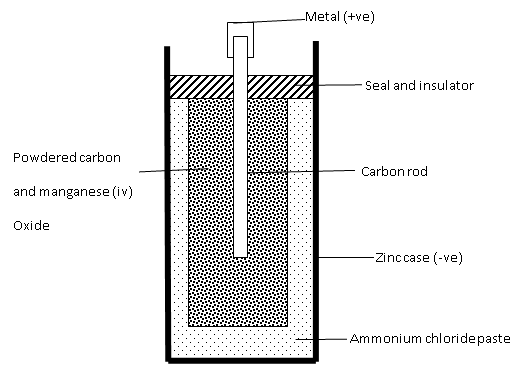 Metal (+ve)
Seal and insulator
Powdered carbon
and manganese (iv)
Oxide
Carbon rod
Zinc case (-ve)
Ammonium chloride paste